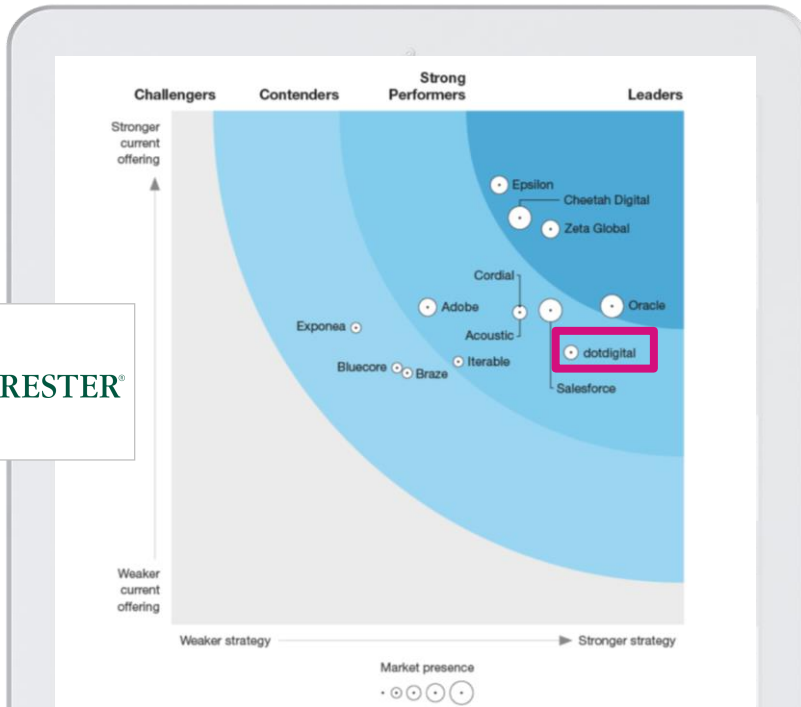 Challengers
Contenders
Strong
Performers
Leaders
Stronger
current
offering
Epsilon
Cheetah Digital
Zeta Global
Cordial
Adobe
Oracle
Exponea
Acoustic
dotdigital
Bluecore
Braze
Iterable
Salesforce
RESTER®
Weaker
current
offering
Weaker strategy
Stronger strategy
Market presence